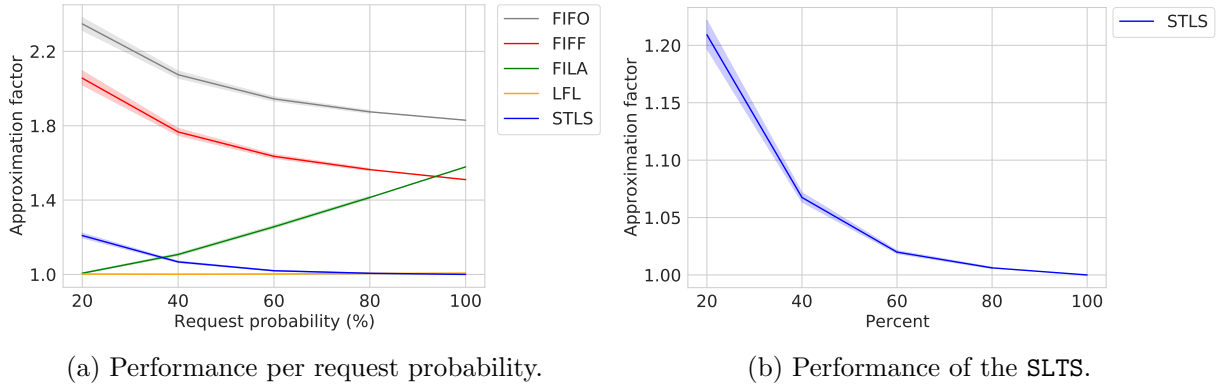 FIFO
FIFF
FILA
LFL
STLS
Approximation factor
2.2
1.8
1.4
1.0
20 40 60 80 100
Request probability (%)
(a) Performance per request probability.
STLS
Approximation factor
1.20
1.15
1.10
1.05
1.00
20 40 60 80 100
Percent
(b) Performance of the SLTS.